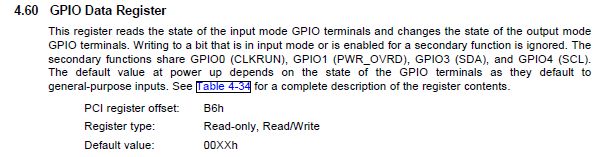 4.60 GPIO Data Register
This register reads the state of the input mode GPIO terminals and changes the state of the output mode
GPIO terminals. Writing to a bit that is in input mode or is enabled for a secondary function is ignored. The
secondary functions share GPIO0 (CLKRUN), GPIO1 (PWR_OVRD), GPIO3 (SDA), and GPIO4 (SCL).
The default value at power up depends on the state of the GPIO terminals as they default to
general-purpose inputs. See Table 4-34 for a complete description of the register contents.
PCI register offset: B6h
Register type: Read-only, Read/Write
Default value: 00XXh